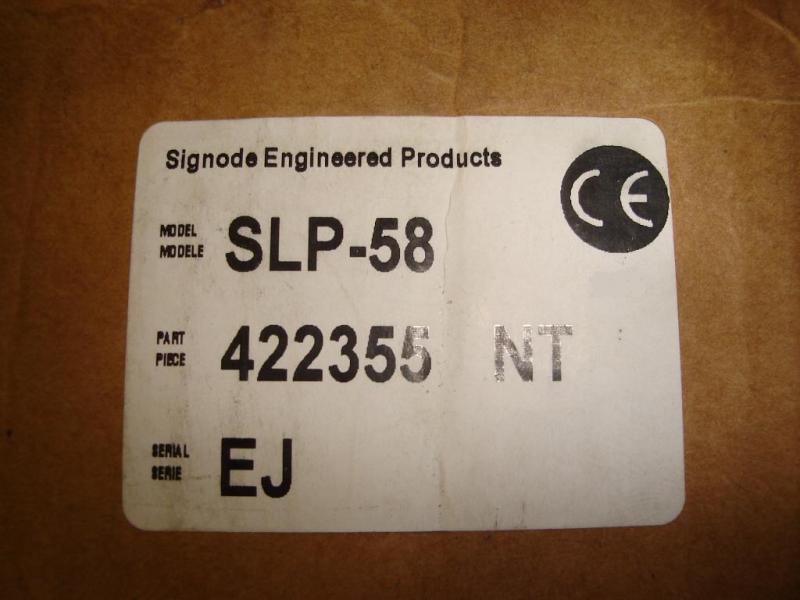 Signode Engineered Products
CE
MODEL
MODELE
SLP-58
PART
PIECE
422355 NT
SERIAL
SERIE
EJ